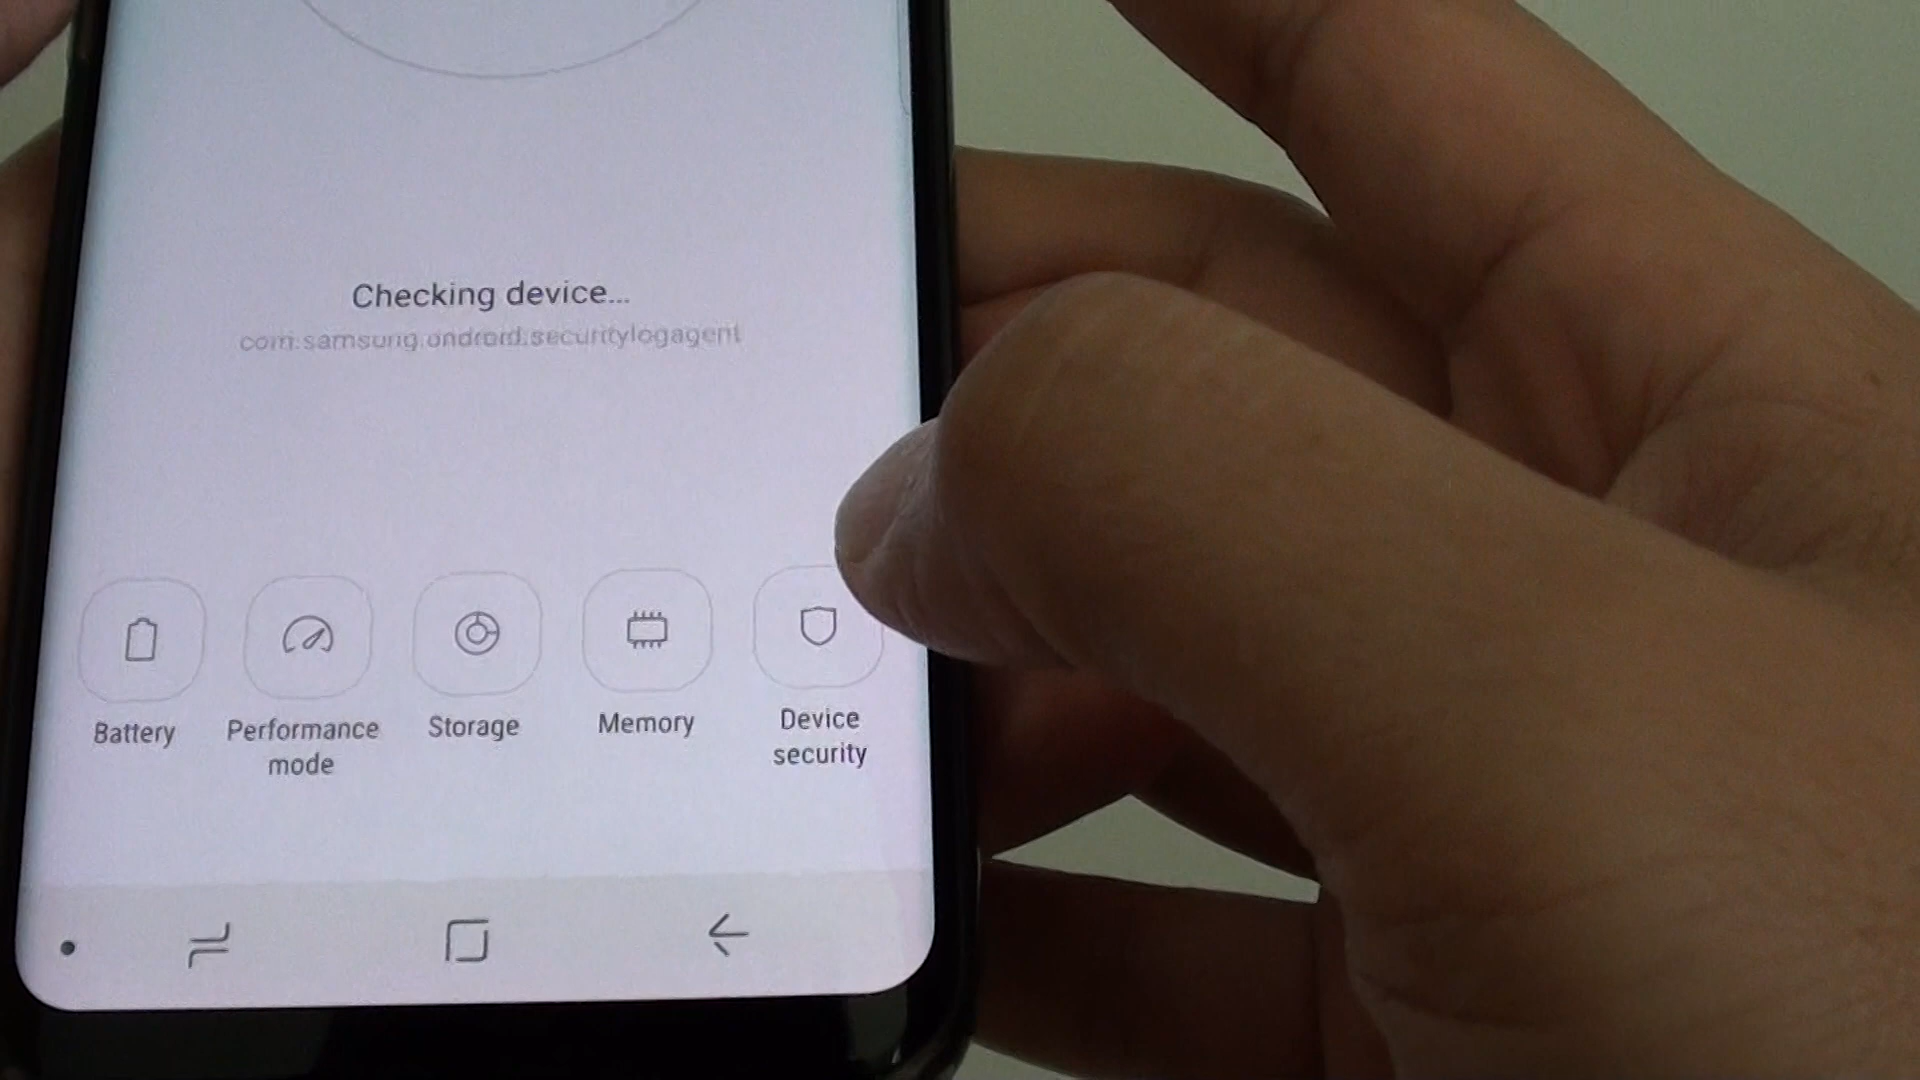 Checking device...
com.samsung.android.securitylogagent
Battery
Performance
mode
Storage
Memory
Device
security